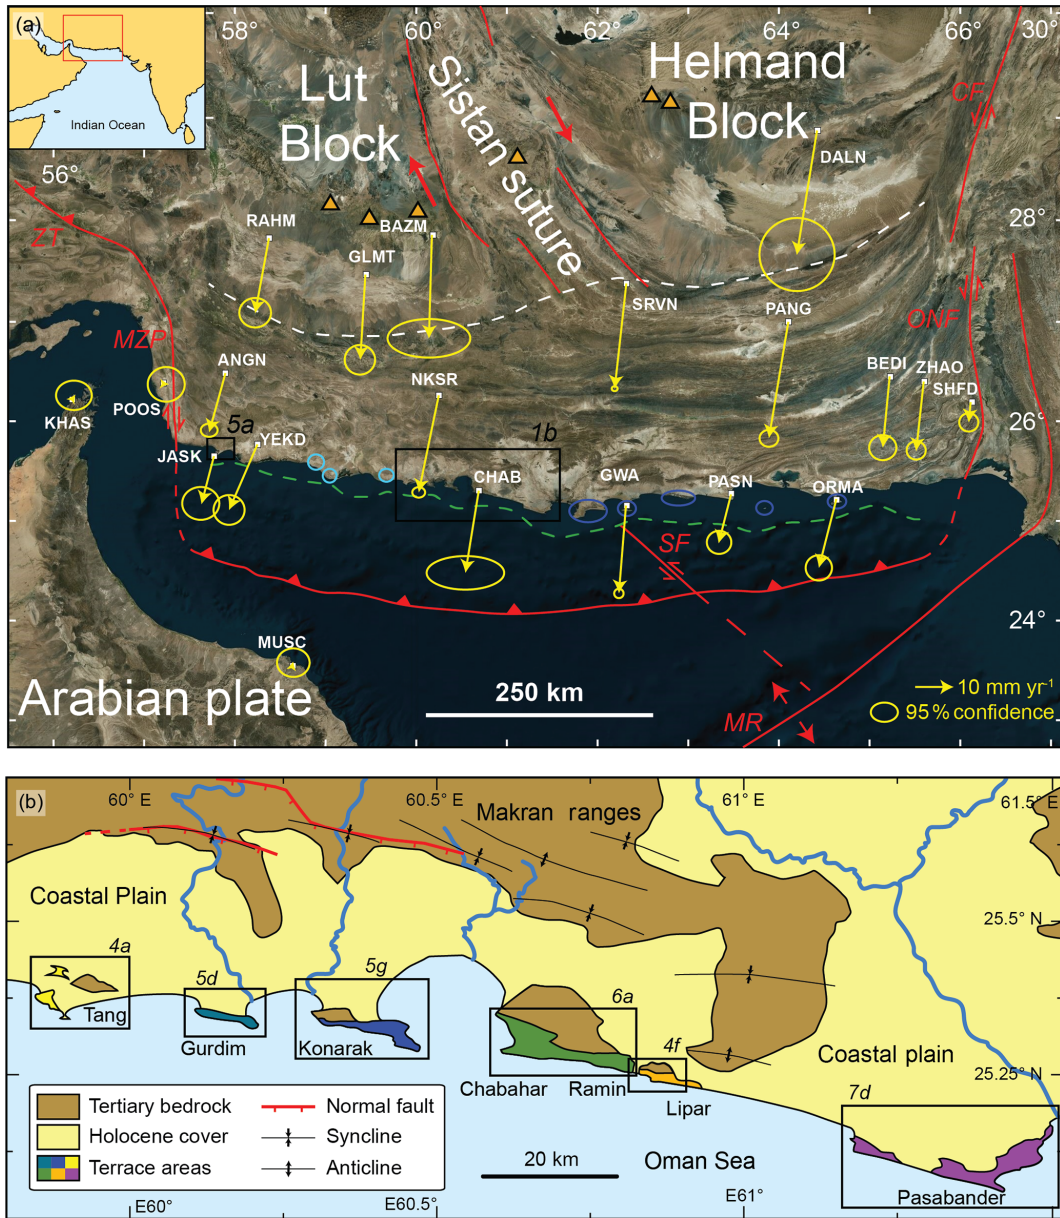 (a)
Indian Ocean
58°
60°
62°
64°
66°
30°
56°
28°
26°
24°
Lut
Block
Sistan suture
Helmand
Block
CF
DALN
ZT
RAHM
BAZM
GLMT
SRVN
PANG
ONF
MZP
ANGN
NKSR
BEDI
ZHAO
SHFD
KHAS
POOS
5a
1b
JASK
YEKD
CHAB
GWA
PASN
ORMA
SF
MUSC
Arabian plate
250 km
MR
10 mm yr⁻¹
95% confidence
(b)
60° E
60.5°
61°
61.5° E
Makran ranges
Coastal Plain
25.5° N
4a
Tang
5d
Gurdim
5g
Konarak
6a
Chabahar
Ramin
4f
Lipar
Coastal plain
25.25° N
7d
Pasabander
Tertiary bedrock
Holocene cover
Terrace areas
Normal fault
Syncline
Anticline
20 km
Oman Sea
E60°
E60.5°
E61°